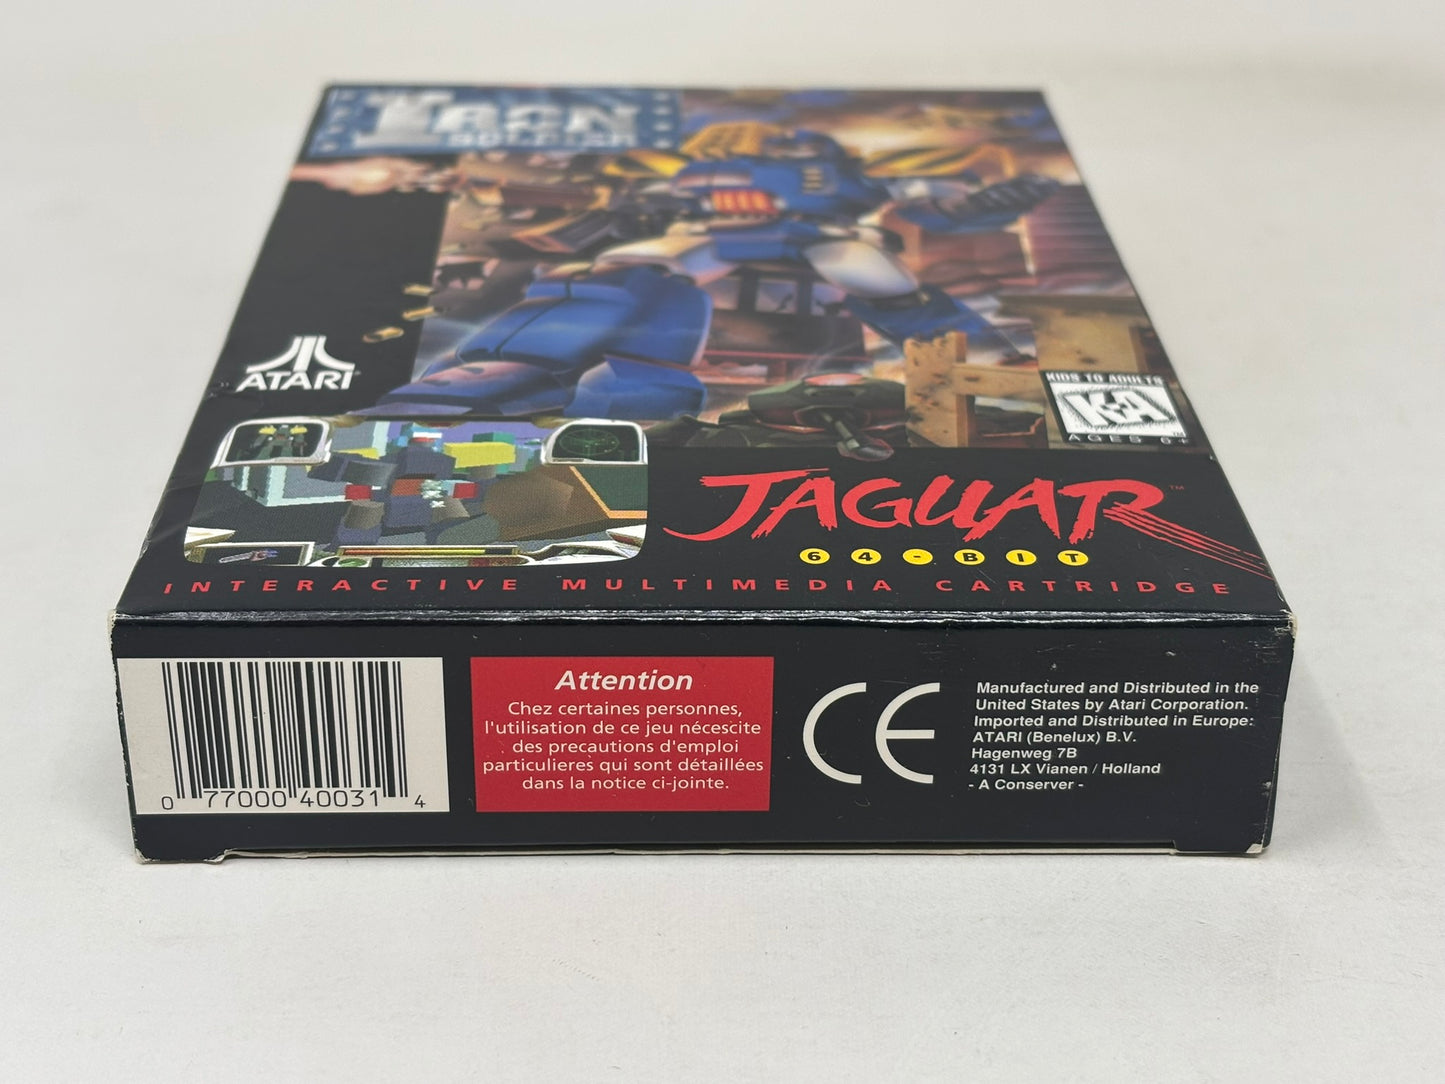 IRON
SOLDIER
ATARI
KIDS TO ADULTS
K-A
AGES 6+
JAGUAR™
64-BIT
INTERACTIVE MULTIMEDIA CARTRIDGE
0 77000 40031 4
Attention
Chez certaines personnes,
l'utilisation de ce jeu nécescite
des precautions d'emploi
particulieres qui sont détaillées
dans la notice ci-jointe.
CE
Manufactured and Distributed in the
United States by Atari Corporation.
Imported and Distributed in Europe:
ATARI (Benelux) B.V.
Hagenweg 7B
4131 LX Vianen / Holland
- A Conserver -